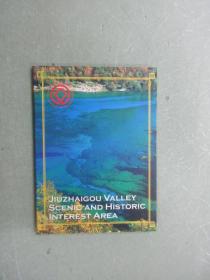 JIUZHAIGOU VALLEY
SCENIC AND HISTORIC
INTEREST AREA